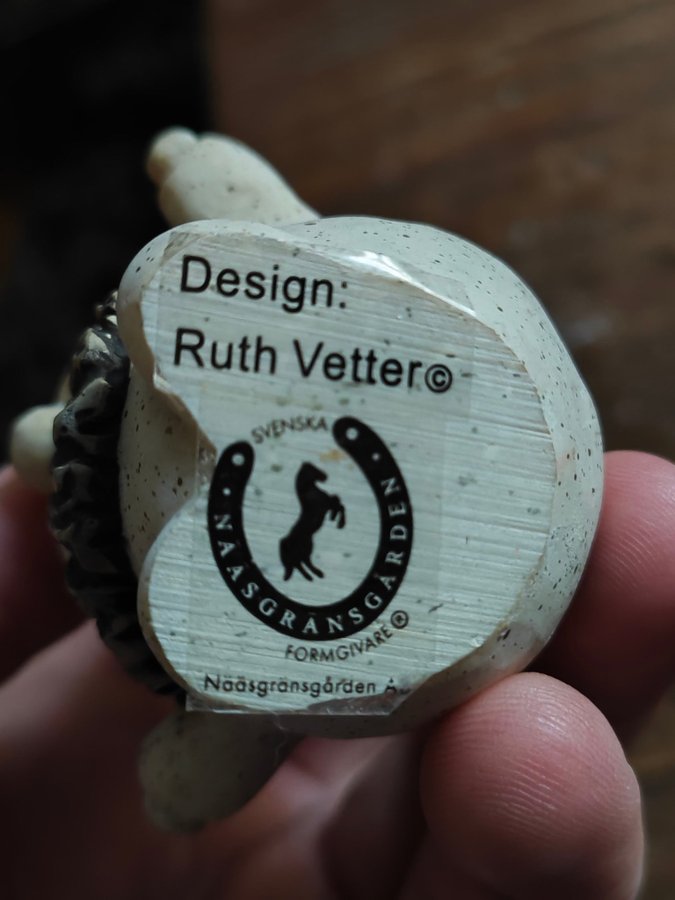 Design:
Ruth Vetter©
SVENSKA
NÄÄSGRÄNSGÅRDEN
FORMGIVARE®
Nääsgränsgården